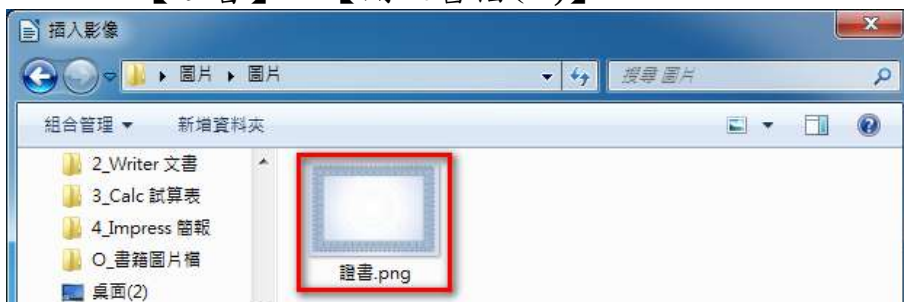 插入影像
圖片 ▸ 圖片
搜尋 圖片
組合管理 ▼ 新增資料夾
2_Writer 文書
3_Calc 試算表
4_Impress 簡報
O_書籍圖片檔
桌面(2)
證書.png